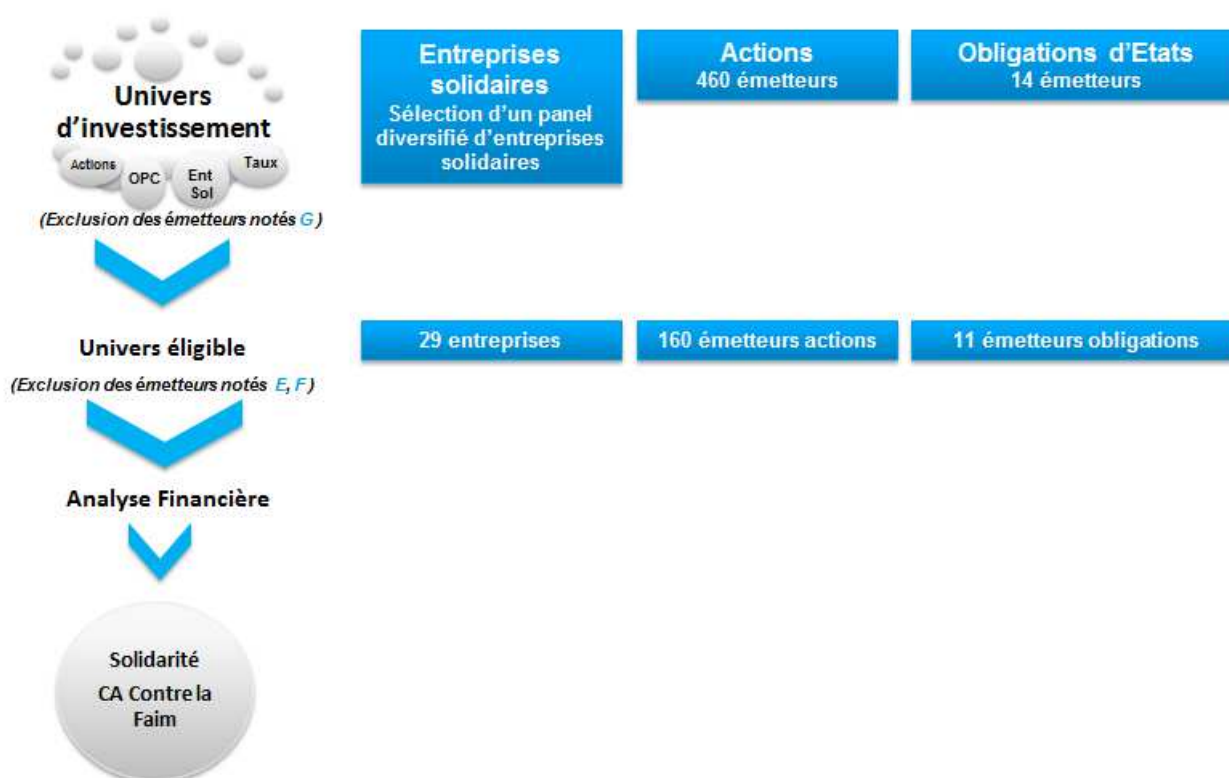 Univers
d'investissement
Actions
OPC
Ent
Sol
Taux
(Exclusion des émetteurs notés G )
Entreprises
solidaires
Sélection d'un panel
diversifié d'entreprises
solidaires
Actions
460 émetteurs
Obligations d'Etats
14 émetteurs
Univers éligible
(Exclusion des émetteurs notés E, F )
29 entreprises
160 émetteurs actions
11 émetteurs obligations
Analyse Financière
Solidarité
CA Contre la
Faim